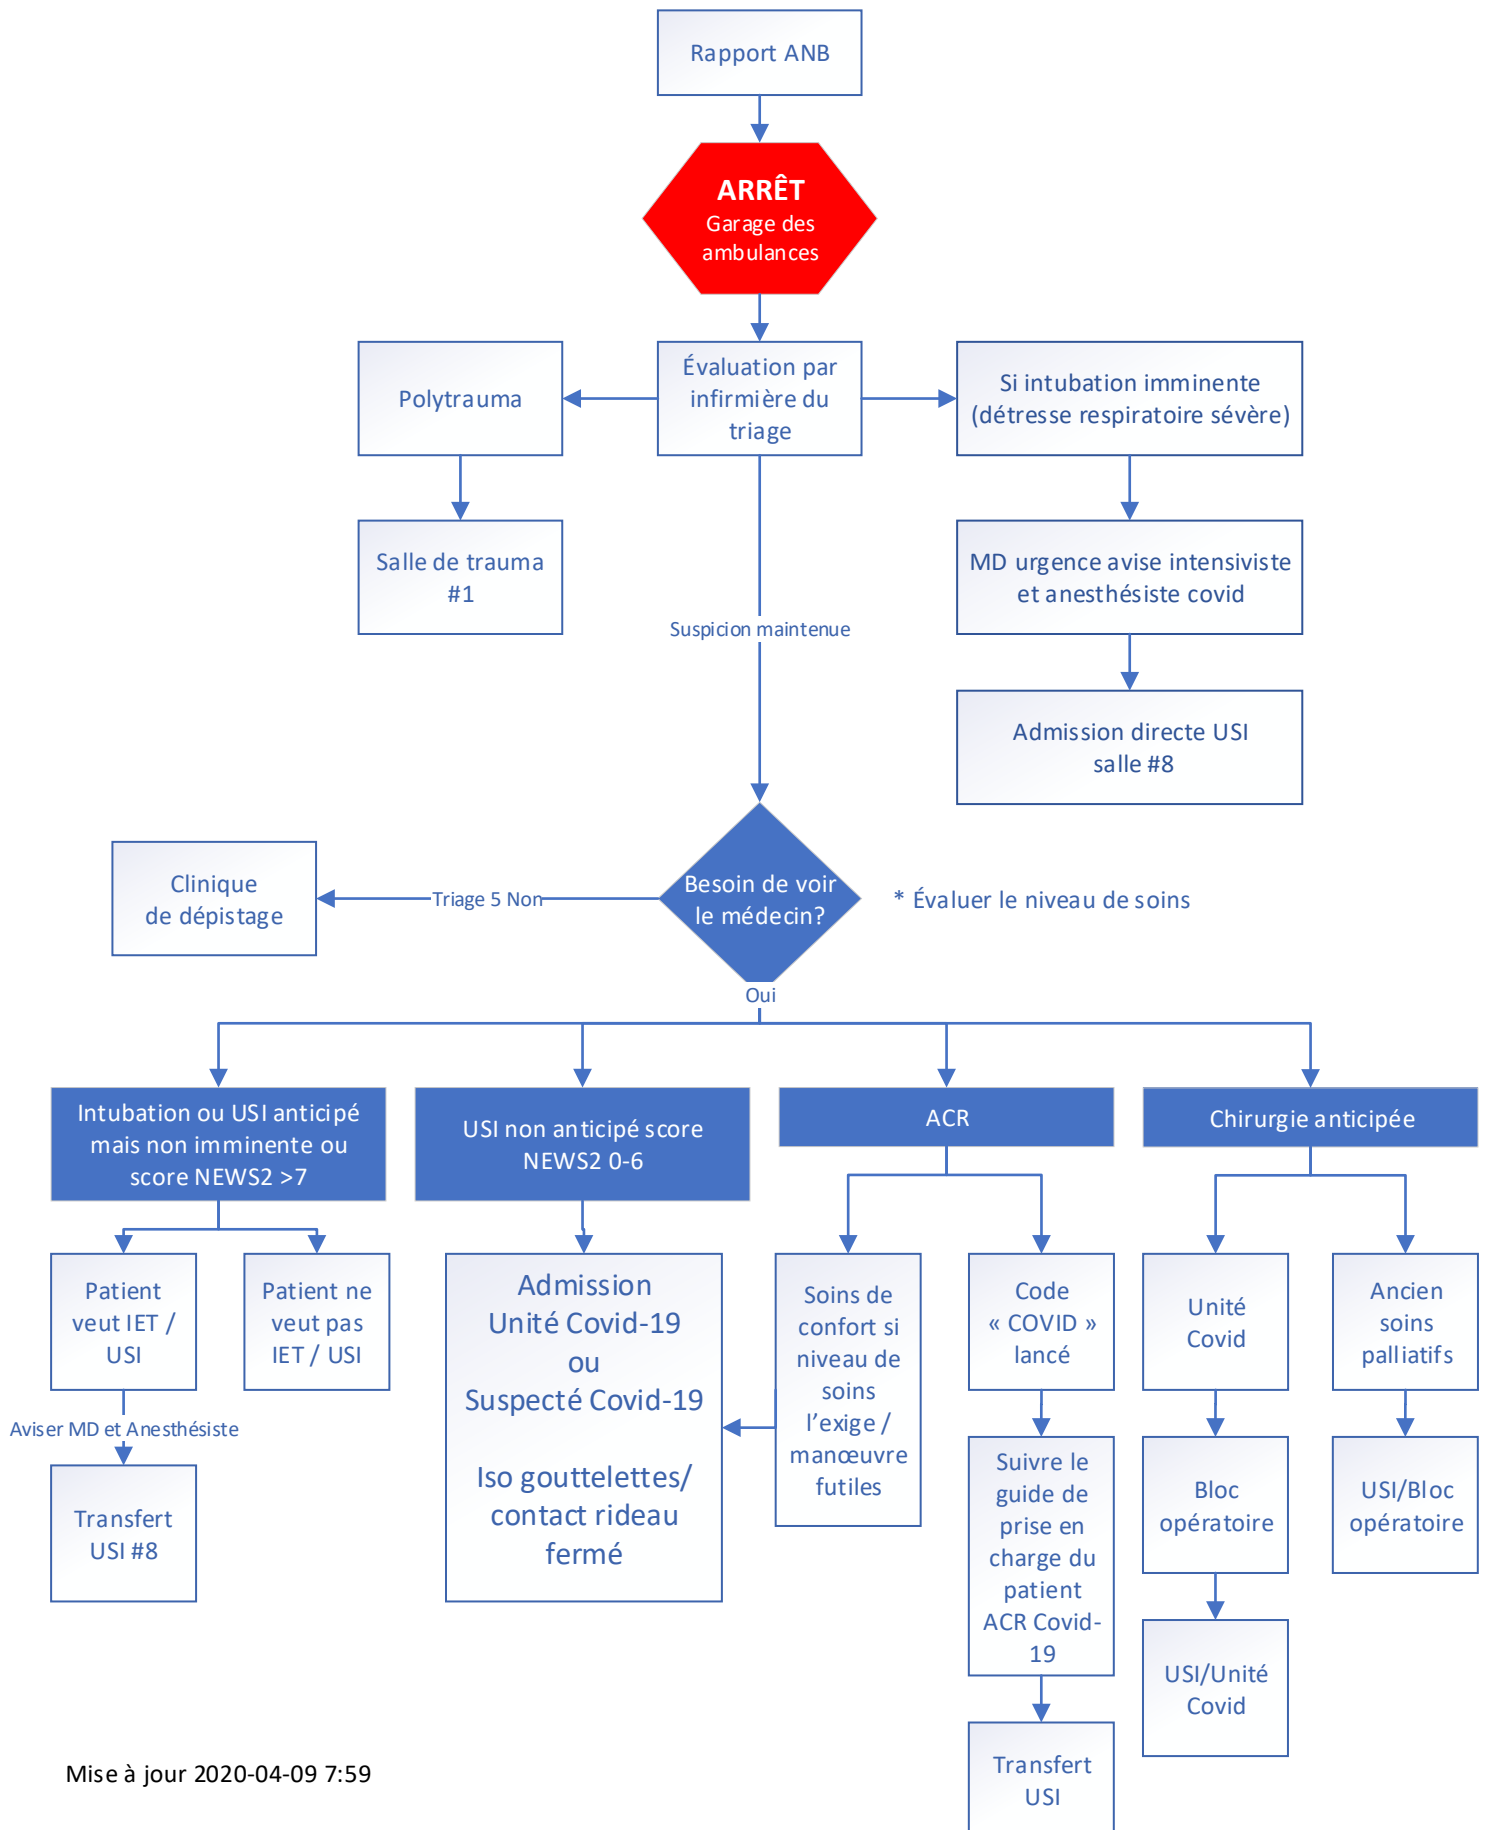 Rapport ANB
ARRÊT
Garage des
ambulances
Polytrauma
Évaluation par
infirmière du
triage
Si intubation imminente
(détresse respiratoire sévère)
Salle de trauma
#1
MD urgence avise intensiviste
et anesthésiste covid
Suspicion maintenue
Admission directe USI
salle #8
Clinique
de dépistage
Triage 5 Non
Besoin de voir
le médecin?
* Évaluer le niveau de soins
Oui
Intubation ou USI anticipé
mais non imminente ou
score NEWS2 >7
USI non anticipé score
NEWS2 0-6
ACR
Chirurgie anticipée
Patient
veut IET /
USI
Patient ne
veut pas
IET / USI
Aviser MD et Anesthésiste
Transfert
USI #8
Admission
Unité Covid-19
ou
Suspecté Covid-19
Iso gouttelettes/
contact rideau
fermé
Soins de
confort si
niveau de
soins
l'exige /
manœuvre
futiles
Code
« COVID »
lancé
Suivre le
guide de
prise en
charge du
patient
ACR Covid-
19
Transfert
USI
Unité
Covid
Bloc
opératoire
USI/Unité
Covid
Ancien
soins
palliatifs
USI/Bloc
opératoire
Mise à jour 2020-04-09 7:59